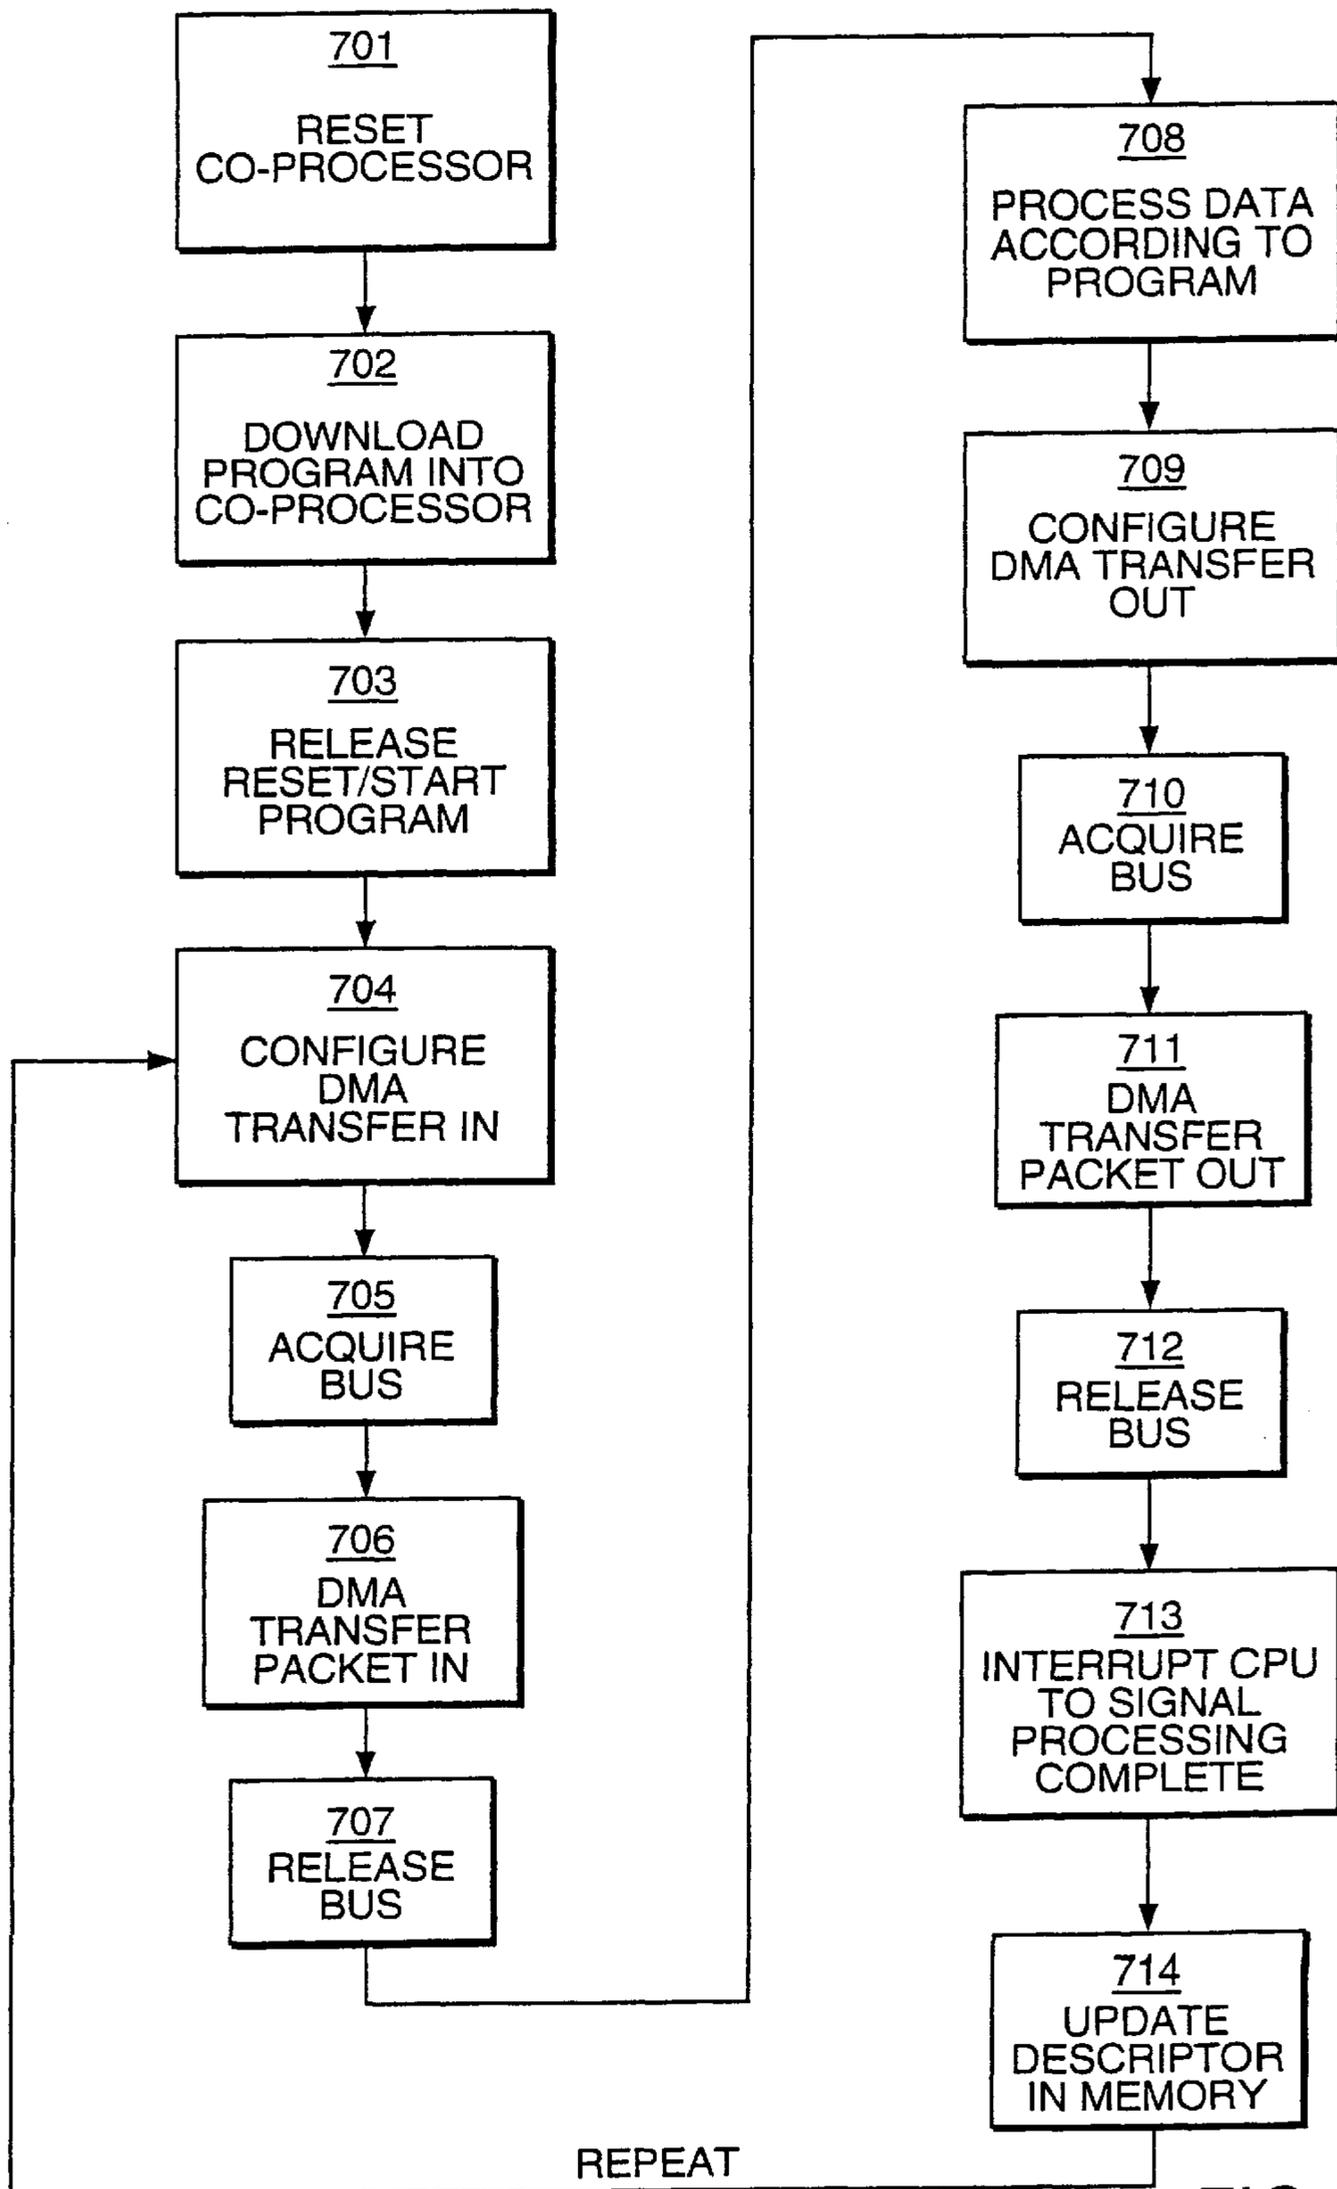 701
RESET
CO-PROCESSOR
702
DOWNLOAD
PROGRAM INTO
CO-PROCESSOR
703
RELEASE
RESET/START
PROGRAM
704
CONFIGURE
DMA
TRANSFER IN
705
ACQUIRE
BUS
706
DMA
TRANSFER
PACKET IN
707
RELEASE
BUS
708
PROCESS DATA
ACCORDING TO
PROGRAM
709
CONFIGURE
DMA TRANSFER
OUT
710
ACQUIRE
BUS
711
DMA
TRANSFER
PACKET OUT
712
RELEASE
BUS
713
INTERRUPT CPU
TO SIGNAL
PROCESSING
COMPLETE
714
UPDATE
DESCRIPTOR
IN MEMORY
REPEAT